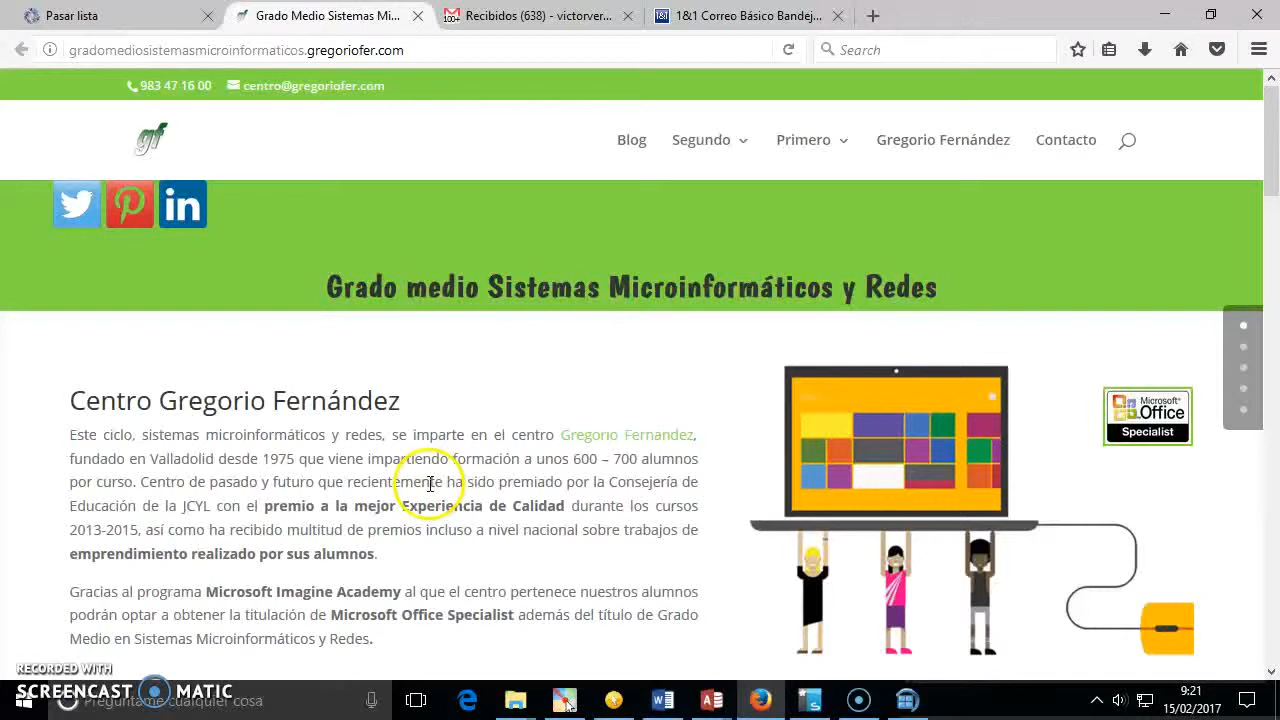 Pasar lista
Grado Medio Sistemas Mi...
Recibidos (638) - victorver...
1&1 Correo Básico Bandej...
gradomediosistemasmicroinformaticos.gregoriofer.com
Search
983 47 16 00
centro@gregoriofer.com
gf
Blog
Segundo
Primero
Gregorio Fernández
Contacto
in
Grado medio Sistemas Microinformáticos y Redes
Centro Gregorio Fernández
Este ciclo, sistemas microinformáticos y redes, se imparte en el centro Gregorio Fernandez,
fundado en Valladolid desde 1975 que viene impartiendo formación a unos 600 – 700 alumnos
por curso. Centro de pasado y futuro que recientemente ha sido premiado por la Consejería de
Educación de la JCYL con el premio a la mejor Experiencia de Calidad durante los cursos
2013-2015, así como ha recibido multitud de premios incluso a nivel nacional sobre trabajos de
emprendimiento realizado por sus alumnos.
Gracias al programa Microsoft Imagine Academy al que el centro pertenece nuestros alumnos
podrán optar a obtener la titulación de Microsoft Office Specialist además del título de Grado
Medio en Sistemas Microinformáticos y Redes.
Microsoft®
Office
Specialist
RECORDED WITH
SCREENCAST MATIC
Pregúntame cualquier cosa
9:21
15/02/2017